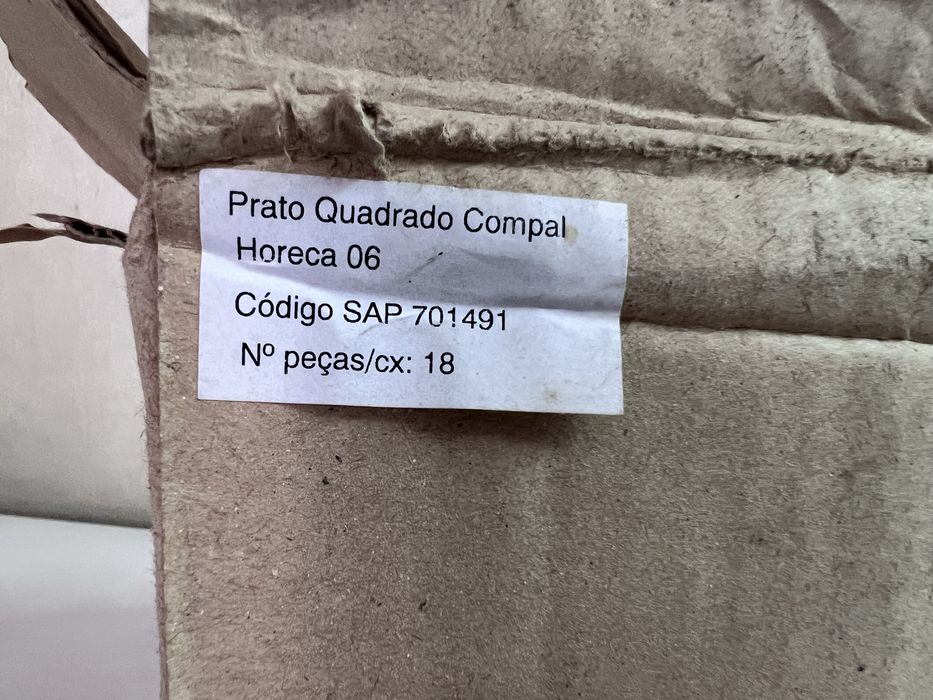 Prato Quadrado Compal
Horeca 06
Código SAP 701491
Nº peças/cx: 18